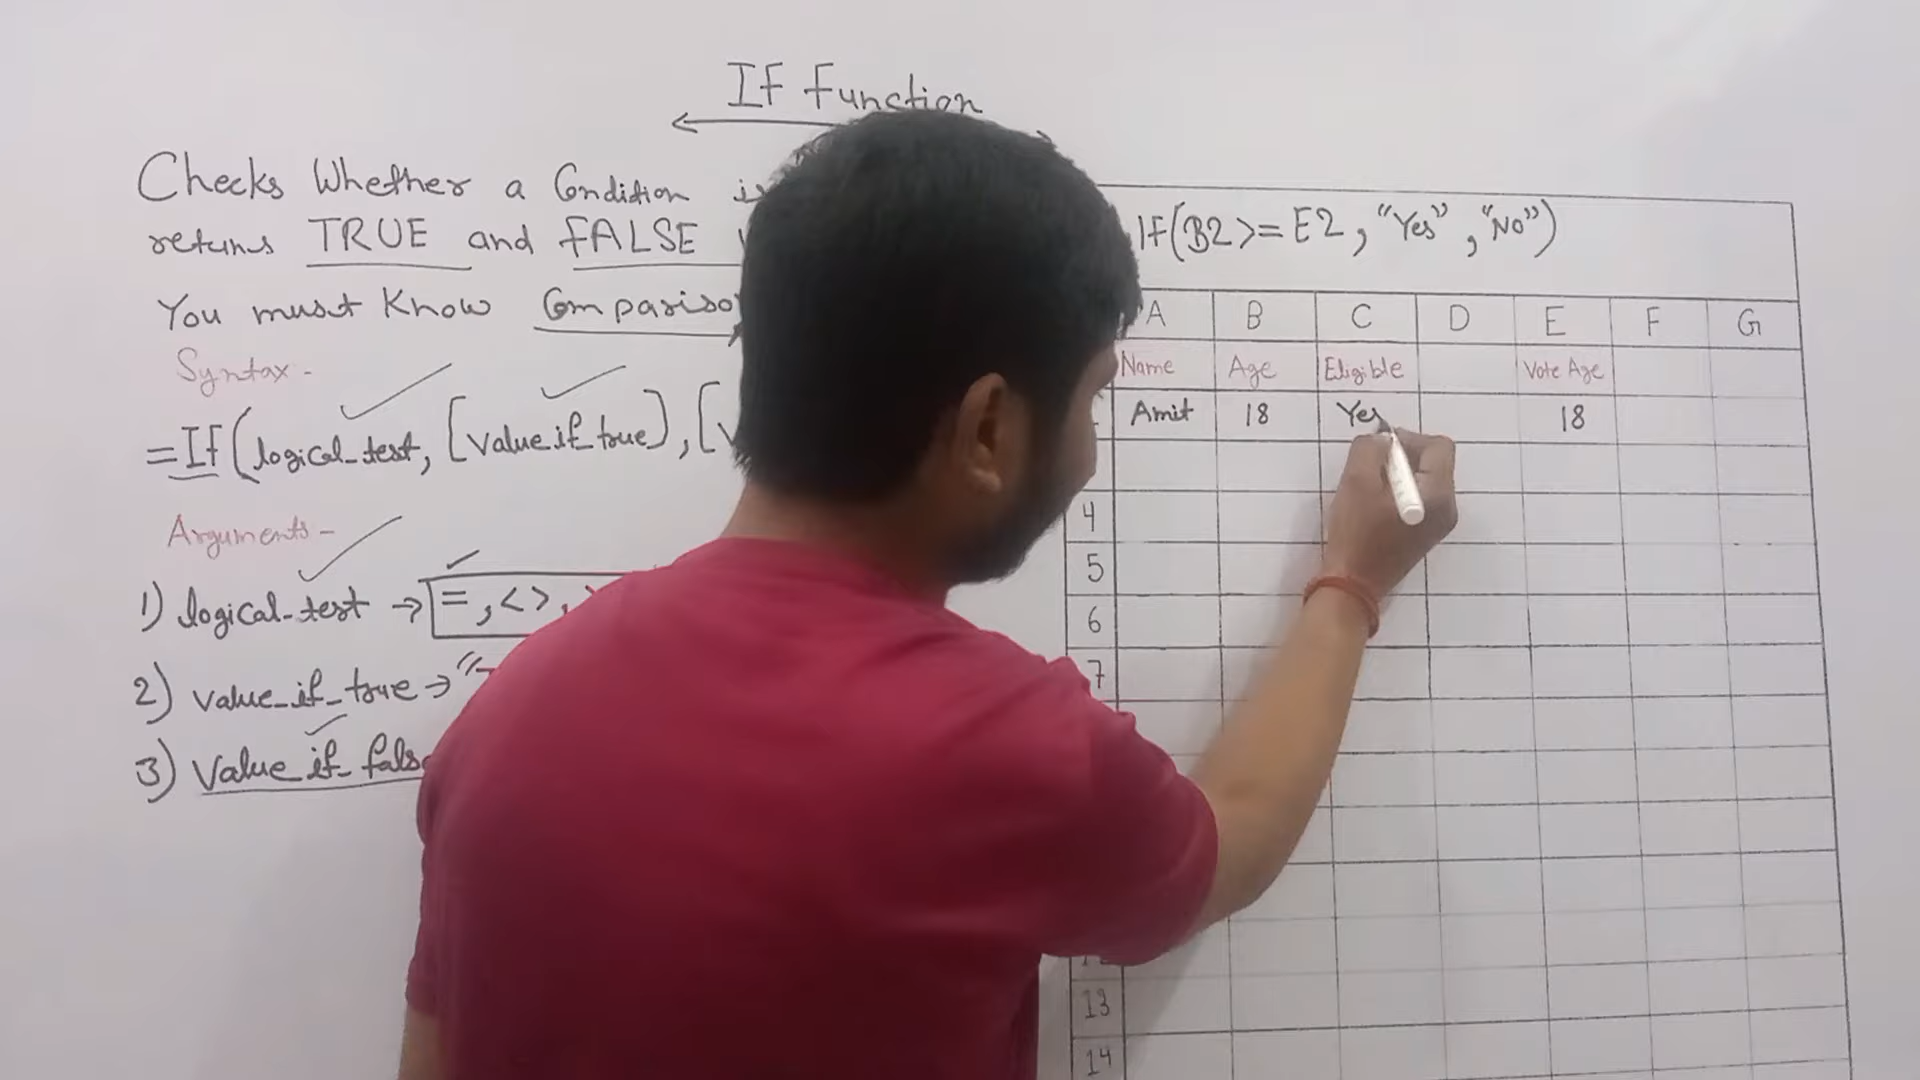 If Function
Checks Whether a Condition is
returns TRUE and FALSE
You must Know
Syntax -
=If(logical_test, [value_if_true], [
Arguments -
1) logical_test → =, <>,
2) value_if_true → "
3) Value_if_false
If(B2>=E2, "Yes", "No")
A B C D E F G
Name Age Eligible Vote Age
Amit 18 Yes 18
4
5
6
7
13
14